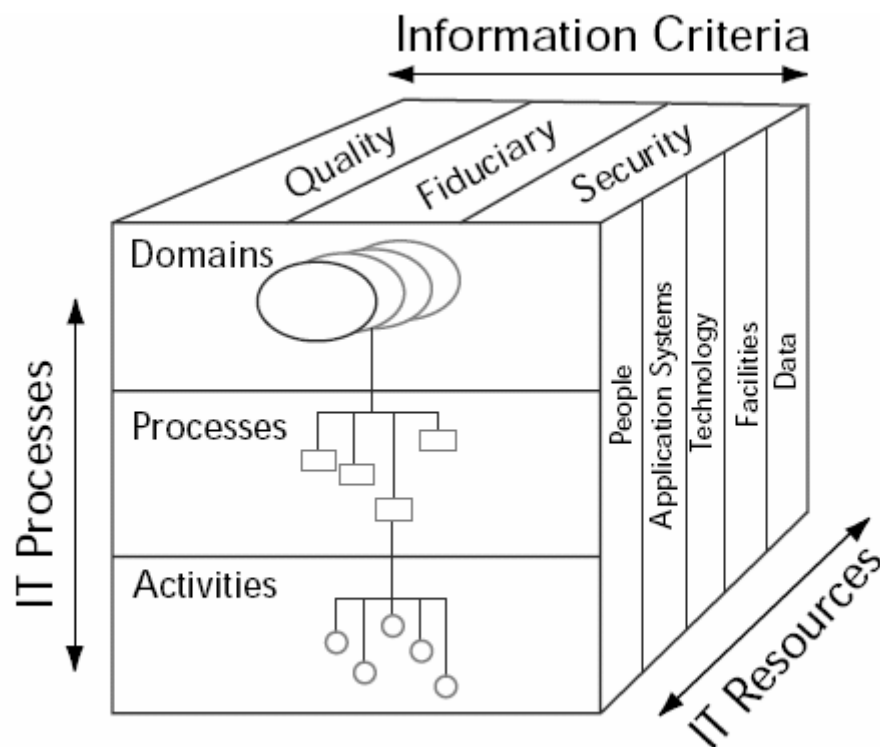 Information Criteria
Quality
Fiduciary
Security
Domains
Processes
Activities
IT Processes
People
Application Systems
Technology
Facilities
Data
IT Resources